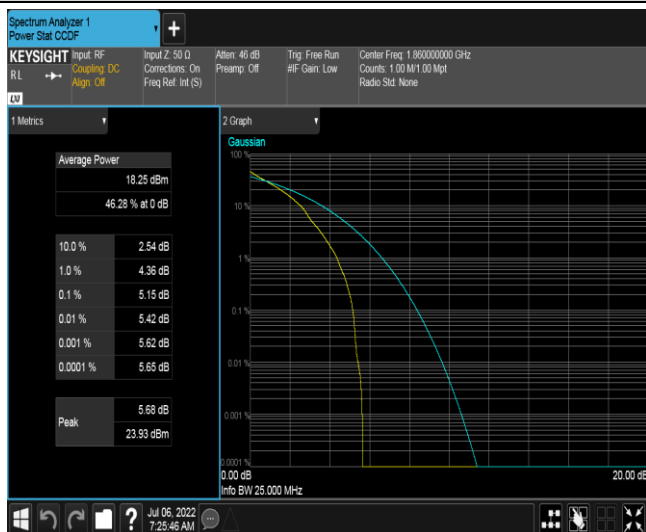 Spectrum Analyzer 1
Power Stat CCDF
+
KEYSIGHT
RL
LXI
Input: RF
Coupling: DC
Align: Off
Input Z: 50 Ω
Corrections: On
Freq Ref: Int (S)
Atten: 46 dB
Preamp: Off
Trig: Free Run
#IF Gain: Low
Center Freq: 1.860000000 GHz
Counts: 1.00 M/1.00 Mpt
Radio Std: None
1 Metrics
Average Power
18.25 dBm
46.28 % at 0 dB
10.0 % 2.54 dB
1.0 % 4.36 dB
0.1 % 5.15 dB
0.01 % 5.42 dB
0.001 % 5.62 dB
0.0001 % 5.65 dB
Peak
5.68 dB
23.93 dBm
2 Graph
Gaussian
100 %
10 %
1 %
0.1 %
0.01 %
0.001 %
0.0001 %
0.00 dB
20.00 dB
Info BW 25.000 MHz
?
Jul 06, 2022
7:25:46 AM